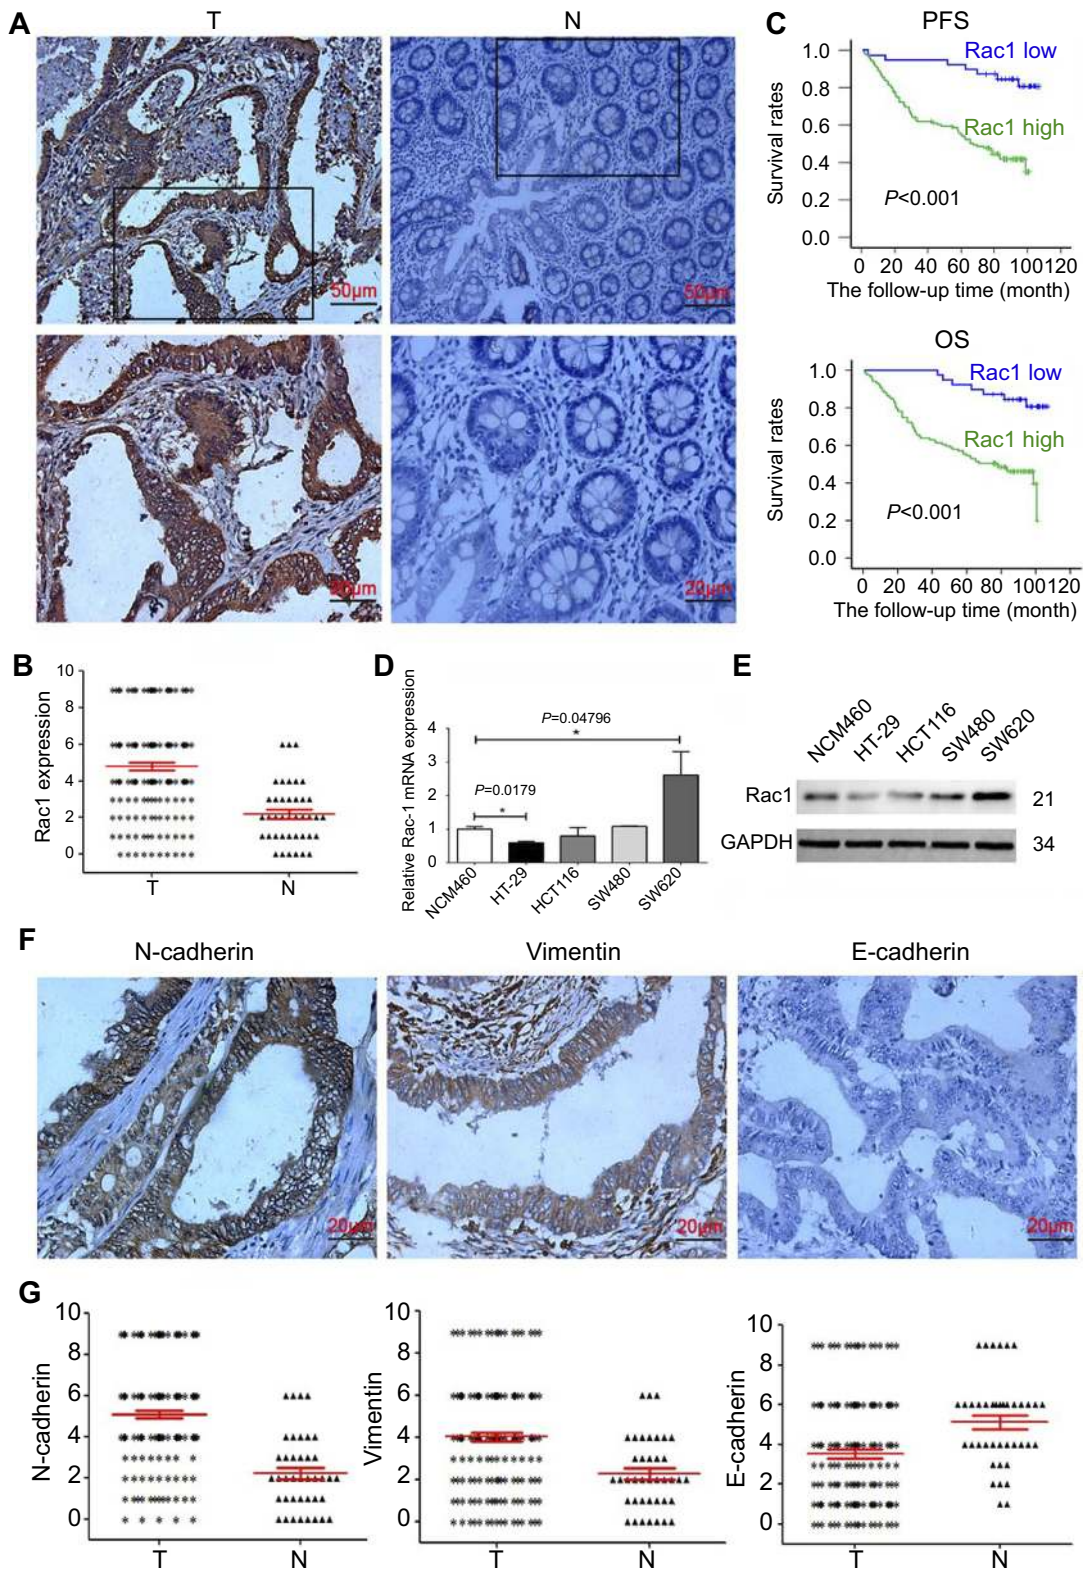 A
T
N
50μm
50μm
20μm
C
PFS
1.0
0.8
0.6
0.4
0.2
0.0
Survival rates
Rac1 low
Rac1 high
P<0.001
0 20 40 60 80 100 120
The follow-up time (month)
OS
1.0
0.8
0.6
0.4
0.2
0.0
Survival rates
Rac1 low
Rac1 high
P<0.001
0 20 40 60 80 100 120
The follow-up time (month)
B
Rac1 expression
10
8
6
4
2
0
T N
D
Relative Rac-1 mRNA expression
4
3
2
1
0
P=0.04796
*
P=0.0179
*
NCM460 HT-29 HCT116 SW480 SW620
E
NCM460 HT-29 HCT116 SW480 SW620
Rac1 21
GAPDH 34
F
N-cadherin
Vimentin
E-cadherin
20μm
20μm
20μm
G
N-cadherin
10
8
6
4
2
0
T N
Vimentin
10
8
6
4
2
0
T N
E-cadherin
10
8
6
4
2
0
T N